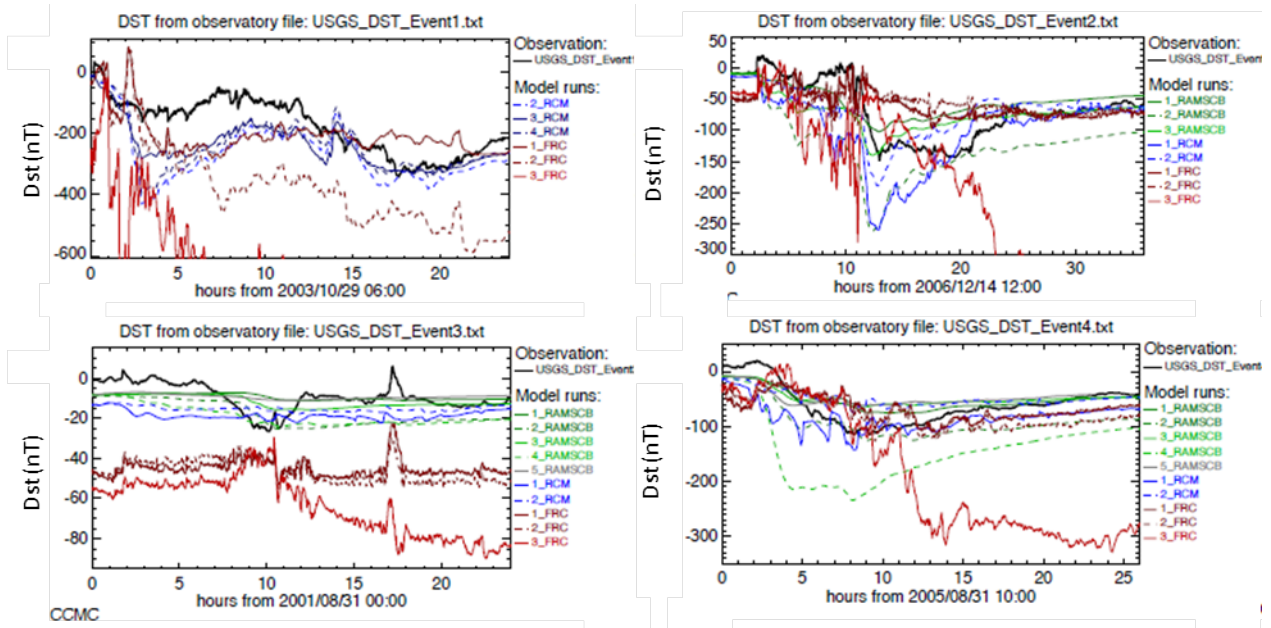 DST from observatory file: USGS_DST_Event1.txt
Observation:
USGS_DST_Event
Model runs:
2_RCM
3_RCM
4_RCM
1_FRC
2_FRC
3_FRC
Dst (nT)
0
-200
-400
-600
0 5 10 15 20
hours from 2003/10/29 06:00
DST from observatory file: USGS_DST_Event2.txt
Observation:
USGS_DST_Event
Model runs:
1_RAMSCB
2_RAMSCB
3_RAMSCB
1_RCM
2_RCM
1_FRC
2_FRC
3_FRC
Dst (nT)
50
0
-50
-100
-150
-200
-250
-300
0 10 20 30
hours from 2006/12/14 12:00
DST from observatory file: USGS_DST_Event3.txt
Observation:
USGS_DST_Event
Model runs:
1_RAMSCB
2_RAMSCB
3_RAMSCB
4_RAMSCB
5_RAMSCB
1_RCM
2_RCM
1_FRC
2_FRC
3_FRC
Dst (nT)
0
-20
-40
-60
-80
0 5 10 15 20
hours from 2001/08/31 00:00
CCMC
DST from observatory file: USGS_DST_Event4.txt
Observation:
USGS_DST_Event
Model runs:
1_RAMSCB
2_RAMSCB
3_RAMSCB
4_RAMSCB
5_RAMSCB
1_RCM
2_RCM
1_FRC
2_FRC
3_FRC
Dst (nT)
0
-100
-200
-300
0 5 10 15 20 25
hours from 2005/08/31 10:00